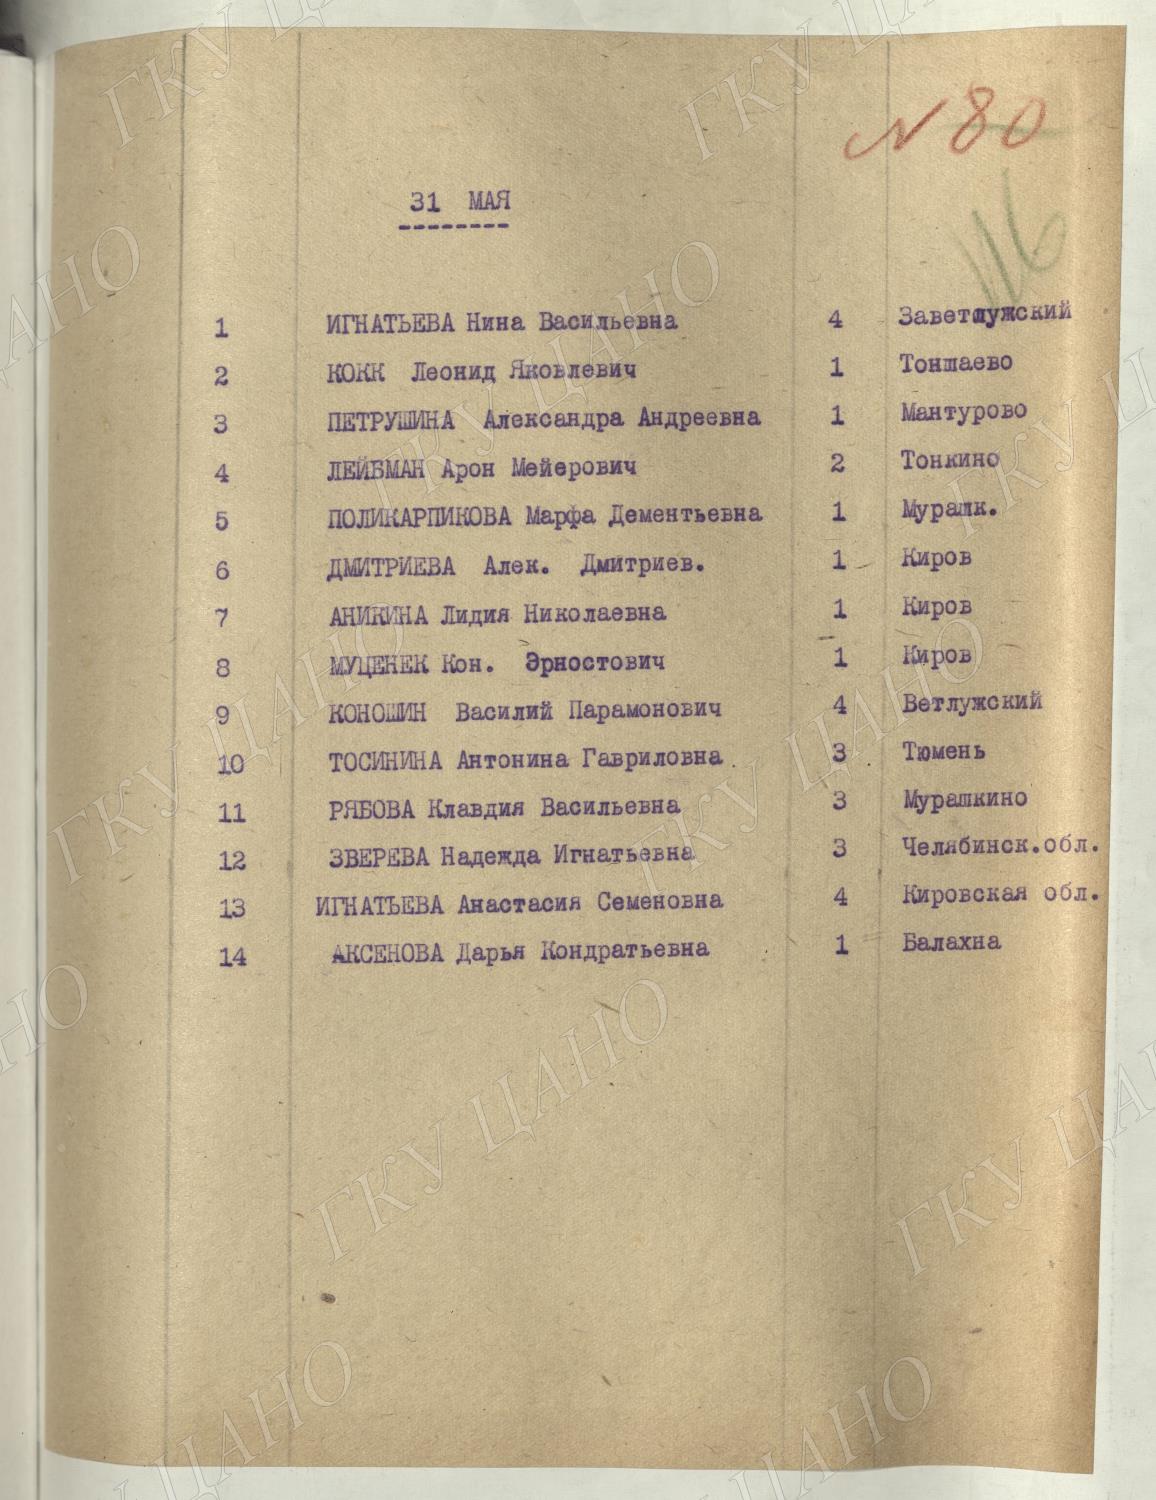 N 80
31 МАЯ
116
1 ИГНАТЬЕВА Нина Васильевна 4 Заветлужский
2 КОКК Леонид Яковлевич 1 Тоншаево
3 ПЕТРУШИНА Александра Андреевна 1 Мантурово
4 ЛЕЙБМАН Арон Мейерович 2 Тонкино
5 ПОЛИКАРПИКОВА Марфа Дементьевна 1 Мурашк.
6 ДМИТРИЕВА Алек. Дмитриев. 1 Киров
7 АНИКИНА Лидия Николаевна 1 Киров
8 МУЦЕНЕК Кон. Эрностович 1 Киров
9 КОНОШИН Василий Парамонович 4 Ветлужский
10 ТОСИНИНА Антонина Гавриловна 3 Тюмень
11 РЯБОВА Клавдия Васильевна 3 Мурашкино
12 ЗВЕРЕВА Надежда Игнатьевна 3 Челябинск.обл.
13 ИГНАТЬЕВА Анастасия Семеновна 4 Кировская обл.
14 АКСЕНОВА Дарья Кондратьевна 1 Балахна
ГКУ ЦАНО